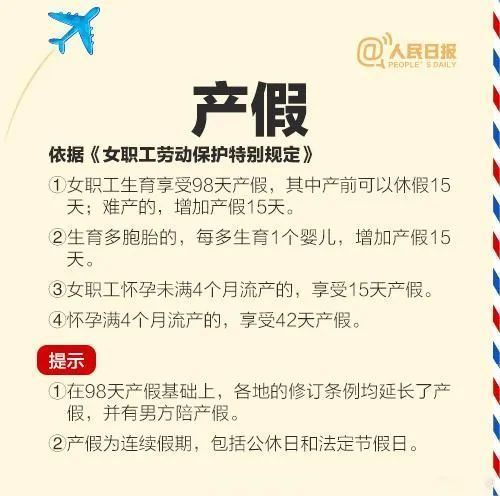 @人民日报
PEOPLE'S DAILY
产假
依据《女职工劳动保护特别规定》
①女职工生育享受98天产假，其中产前可以休假15
天；难产的，增加产假15天。
②生育多胞胎的，每多生育1个婴儿，增加产假15
天。
③女职工怀孕未满4个月流产的，享受15天产假。
④怀孕满4个月流产的，享受42天产假。
提示
①在98天产假基础上，各地的修订条例均延长了产
假，并有男方陪产假。
②产假为连续假期，包括公休日和法定节假日。